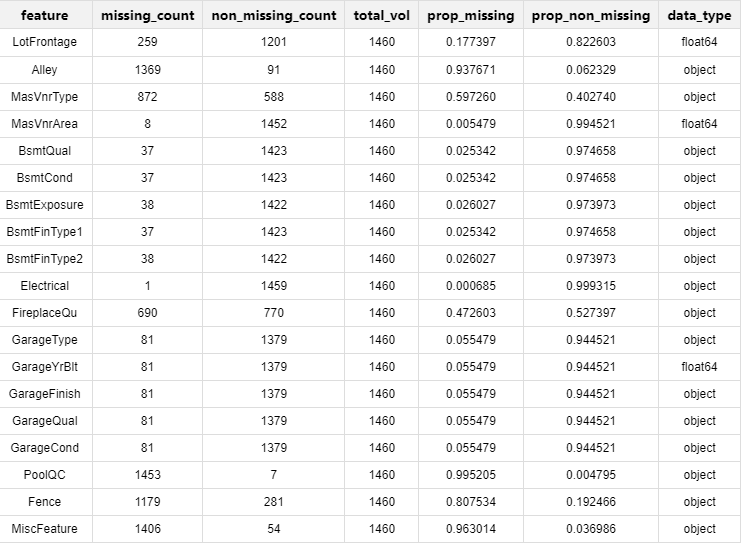 feature missing_count non_missing_count total_vol prop_missing prop_non_missing data_type
LotFrontage 259 1201 1460 0.177397 0.822603 float64
Alley 1369 91 1460 0.937671 0.062329 object
MasVnrType 872 588 1460 0.597260 0.402740 object
MasVnrArea 8 1452 1460 0.005479 0.994521 float64
BsmtQual 37 1423 1460 0.025342 0.974658 object
BsmtCond 37 1423 1460 0.025342 0.974658 object
BsmtExposure 38 1422 1460 0.026027 0.973973 object
BsmtFinType1 37 1423 1460 0.025342 0.974658 object
BsmtFinType2 38 1422 1460 0.026027 0.973973 object
Electrical 1 1459 1460 0.000685 0.999315 object
FireplaceQu 690 770 1460 0.472603 0.527397 object
GarageType 81 1379 1460 0.055479 0.944521 object
GarageYrBlt 81 1379 1460 0.055479 0.944521 float64
GarageFinish 81 1379 1460 0.055479 0.944521 object
GarageQual 81 1379 1460 0.055479 0.944521 object
GarageCond 81 1379 1460 0.055479 0.944521 object
PoolQC 1453 7 1460 0.995205 0.004795 object
Fence 1179 281 1460 0.807534 0.192466 object
MiscFeature 1406 54 1460 0.963014 0.036986 object